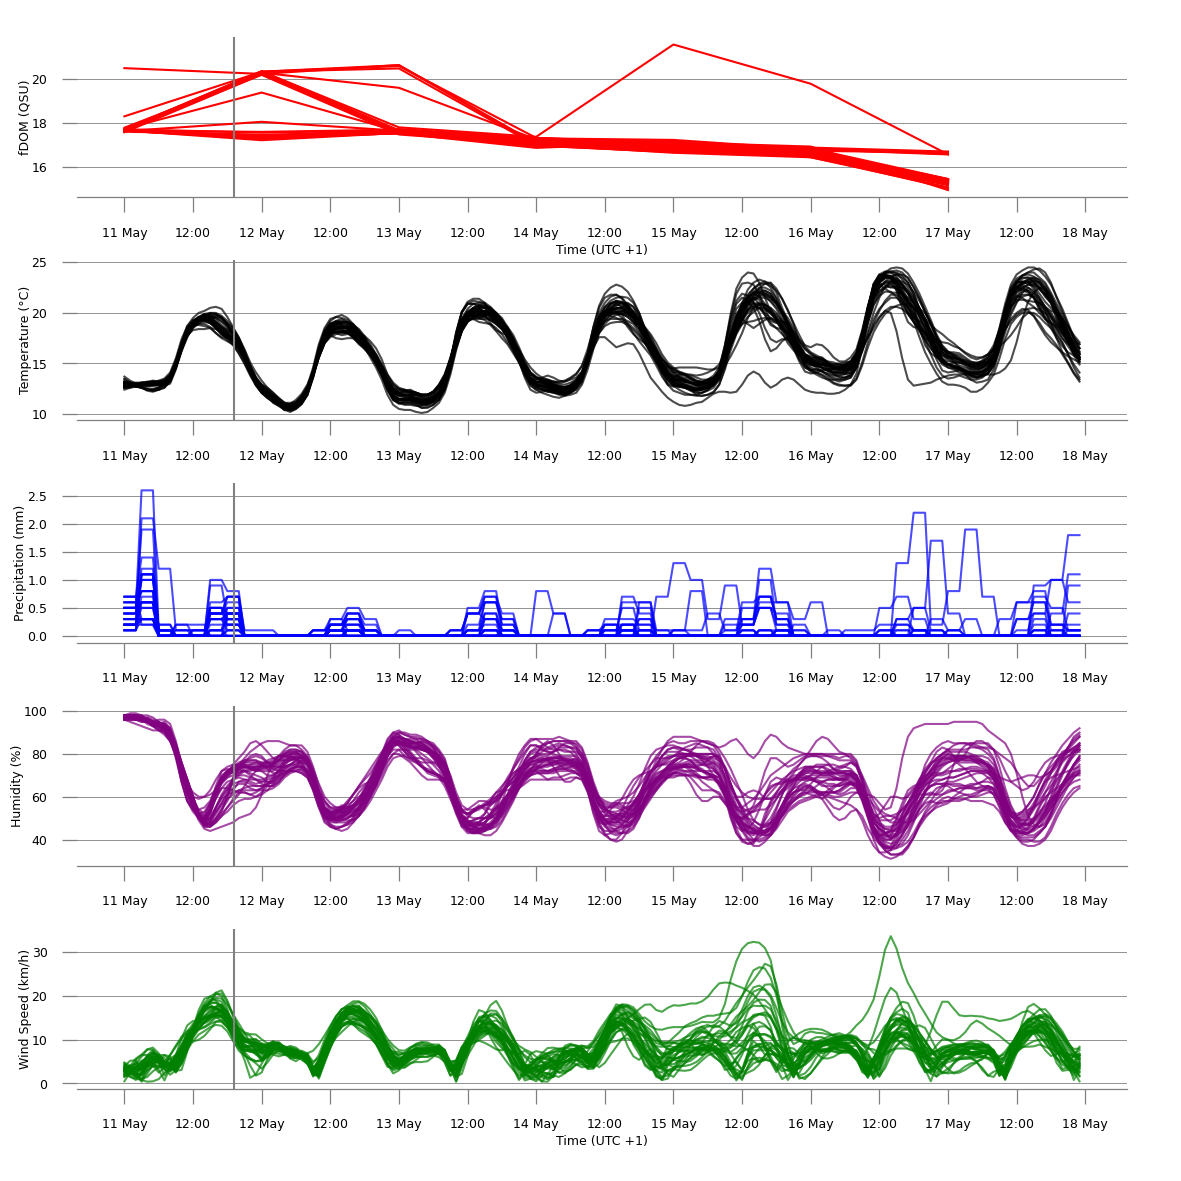 fDOM (QSU)
20
18
16
11 May 12:00 12 May 12:00 13 May 12:00 14 May 12:00 15 May 12:00 16 May 12:00 17 May 12:00 18 May
Time (UTC +1)
Temperature (°C)
25
20
15
10
11 May 12:00 12 May 12:00 13 May 12:00 14 May 12:00 15 May 12:00 16 May 12:00 17 May 12:00 18 May
Precipitation (mm)
2.5
2.0
1.5
1.0
0.5
0.0
11 May 12:00 12 May 12:00 13 May 12:00 14 May 12:00 15 May 12:00 16 May 12:00 17 May 12:00 18 May
Humidity (%)
100
80
60
40
11 May 12:00 12 May 12:00 13 May 12:00 14 May 12:00 15 May 12:00 16 May 12:00 17 May 12:00 18 May
Wind Speed (km/h)
30
20
10
0
11 May 12:00 12 May 12:00 13 May 12:00 14 May 12:00 15 May 12:00 16 May 12:00 17 May 12:00 18 May
Time (UTC +1)